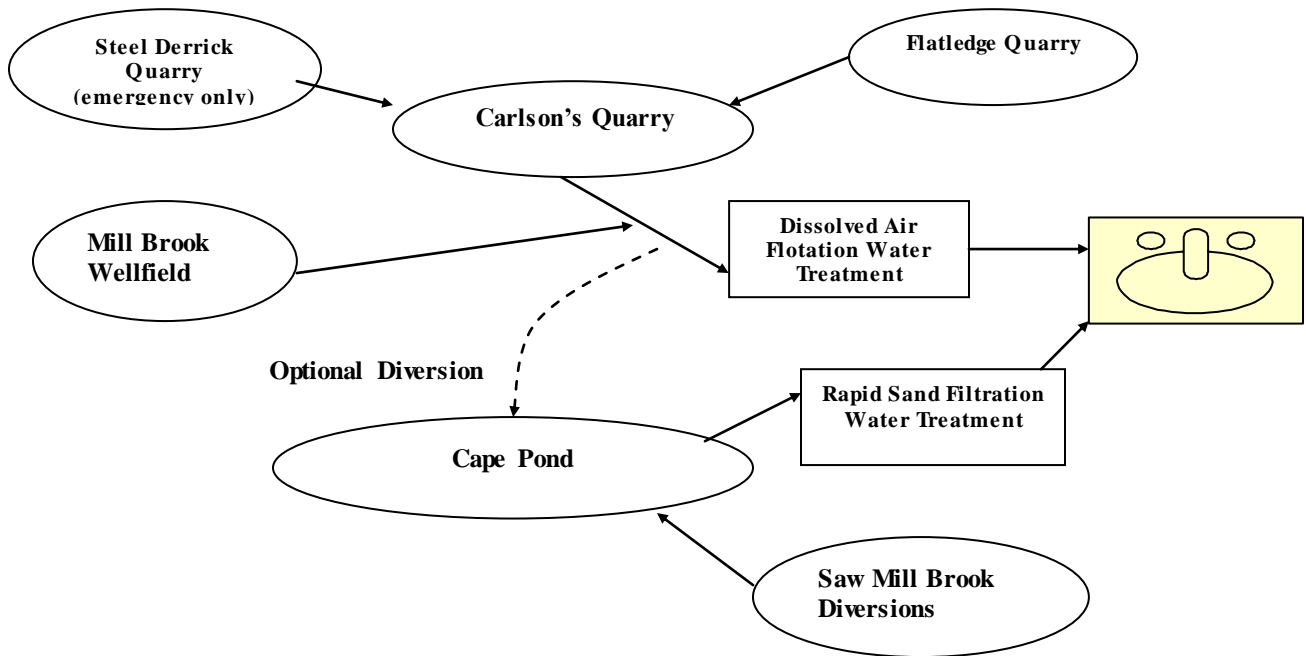 Steel Derrick
Quarry
(emergency only)
Flatledge Quarry
Carlson's Quarry
Mill Brook
Wellfield
Dissolved Air
Flotation Water
Treatment
Optional Diversion
Rapid Sand Filtration
Water Treatment
Cape Pond
Saw Mill Brook
Diversions